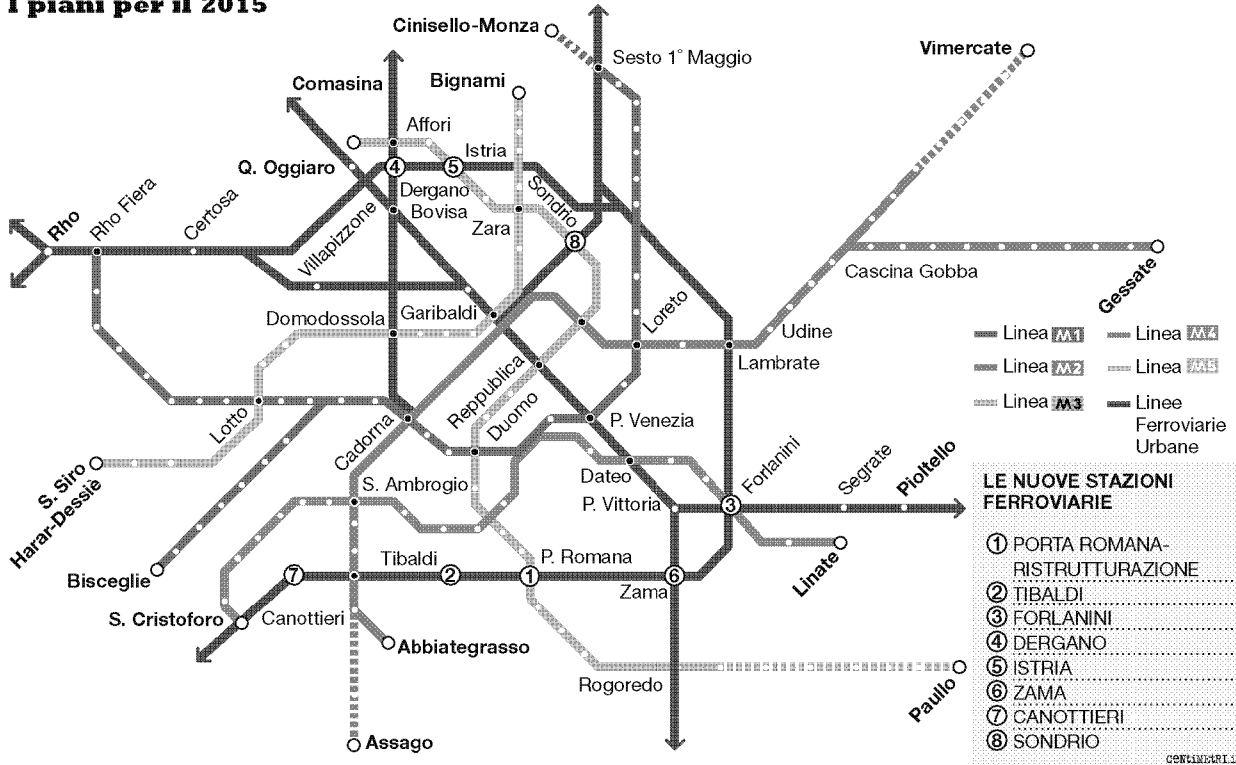 I piani per il 2015
Cinisello-Monza
Sesto 1° Maggio
Vimercate
Comasina
Bignami
Affori
Istria
Q. Oggiaro
4
5
Dergano
Bovisa
Sondrio
Zara
8
Rho
Rho Fiera
Certosa
Villapizzone
Cascina Gobba
Gessate
Domodossola
Garibaldi
Loreto
Udine
Lambrate
Linea M1
Linea M2
Linea M3
Linea M4
Linea M5
Linee
Ferroviarie
Urbane
Reppublica
Duomo
Lotto
Cadorna
P. Venezia
S. Siro
Harar-Dessiè
S. Ambrogio
Dateo
P. Vittoria
Forlanini
3
Segrate
Pioltello
Linate
Bisceglie
Tibaldi
P. Romana
7
2
1
6
Zama
S. Cristoforo
Canottieri
Abbiategrasso
Rogoredo
Paullo
Assago
LE NUOVE STAZIONI
FERROVIARIE
1 PORTA ROMANA-
RISTRUTTURAZIONE
2 TIBALDI
3 FORLANINI
4 DERGANO
5 ISTRIA
6 ZAMA
7 CANOTTIERI
8 SONDRIO
CENTIMETRI.i